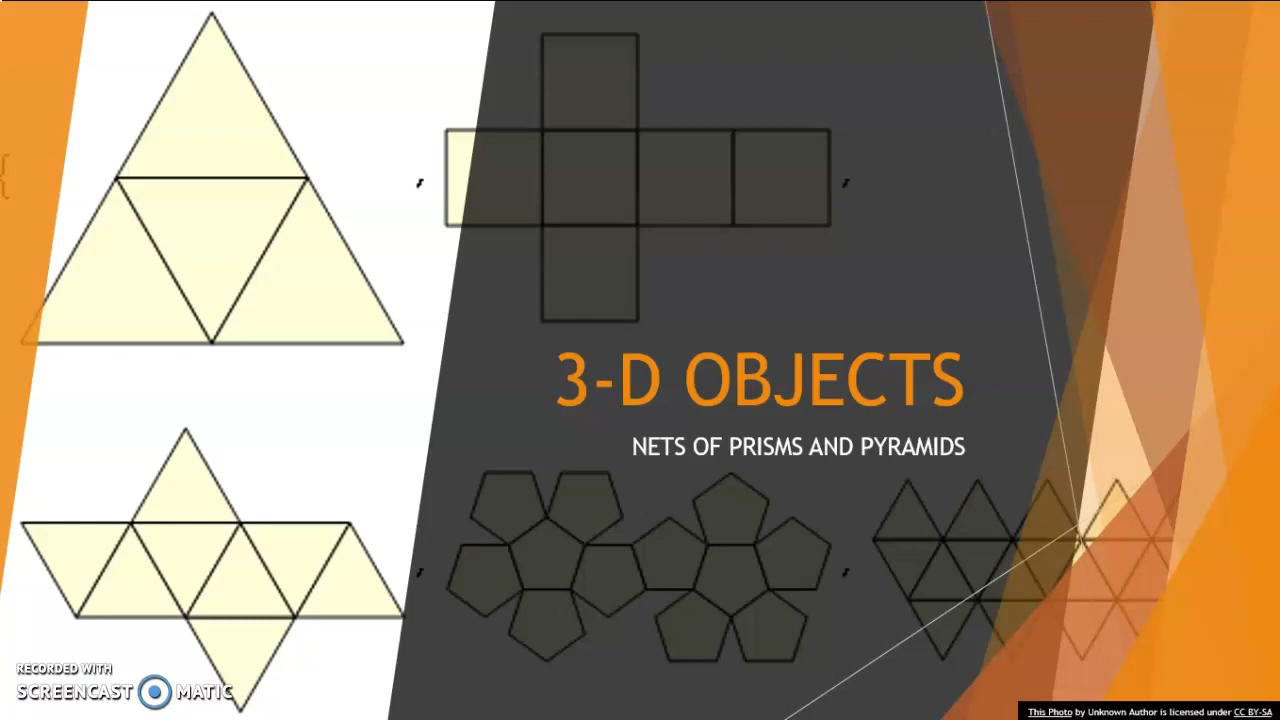 3-D OBJECTS
NETS OF PRISMS AND PYRAMIDS
RECORDED WITH
SCREENCAST MATIC
This Photo by Unknown Author is licensed under CC BY-SA